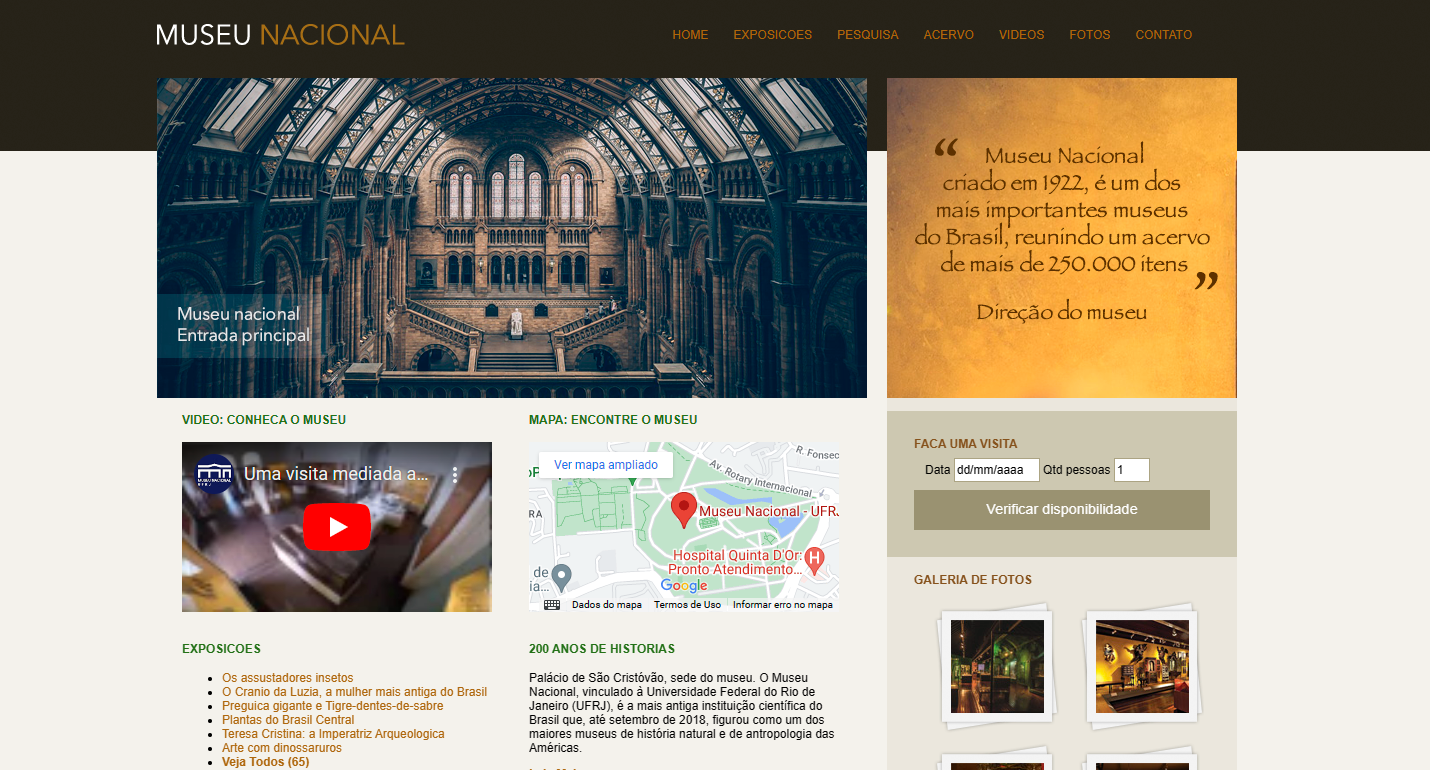 MUSEU NACIONAL
HOME EXPOSICOES PESQUISA ACERVO VIDEOS FOTOS CONTATO
Museu nacional
Entrada principal
“ Museu Nacional
criado em 1922, é um dos
mais importantes museus
do Brasil, reunindo um acervo
de mais de 250.000 itens ”
Direção do museu
VIDEO: CONHECA O MUSEU
MUSEU NACIONAL
UFRJ
Uma visita mediada a...
MAPA: ENCONTRE O MUSEU
Ver mapa ampliado
R. Fonsec
Av. Rotary Internacional
Museu Nacional - UFRJ
Hospital Quinta D'Or:
Pronto Atendimento...
de
ia...
Google
Dados do mapa Termos de Uso Informar erro no mapa
FACA UMA VISITA
Data dd/mm/aaaa Qtd pessoas 1
Verificar disponibilidade
GALERIA DE FOTOS
EXPOSICOES
Os assustadores insetos
O Cranio da Luzia, a mulher mais antiga do Brasil
Preguica gigante e Tigre-dentes-de-sabre
Plantas do Brasil Central
Teresa Cristina: a Imperatriz Arqueologica
Arte com dinossaruros
Veja Todos (65)
200 ANOS DE HISTORIAS
Palácio de São Cristóvão, sede do museu. O Museu
Nacional, vinculado à Universidade Federal do Rio de
Janeiro (UFRJ), é a mais antiga instituição científica do
Brasil que, até setembro de 2018, figurou como um dos
maiores museus de história natural e de antropologia das
Américas.